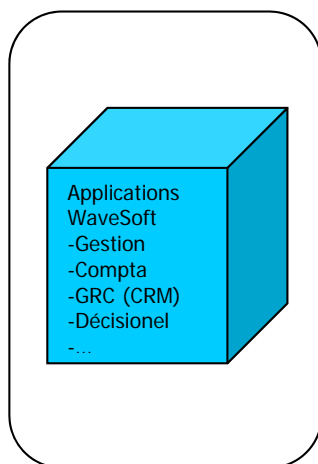 Applications
WaveSoft
-Gestion
-Compta
-GRC (CRM)
-Décisionel
-...